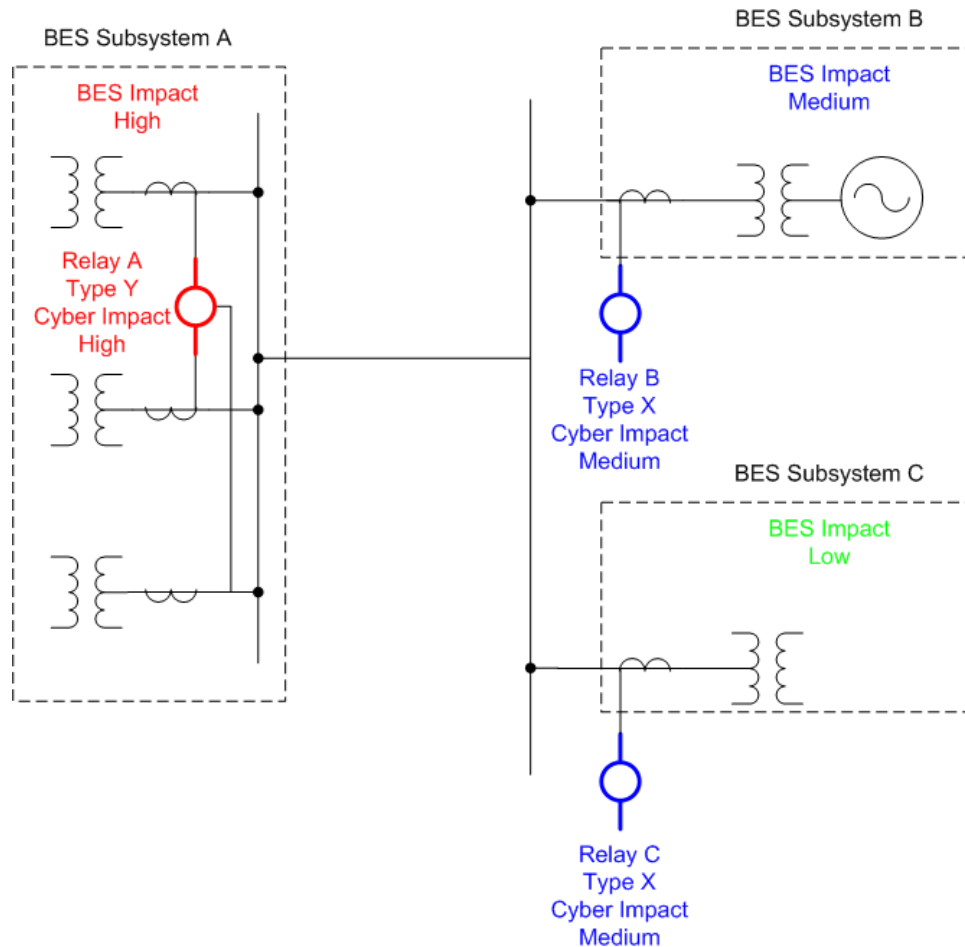 BES Subsystem A
BES Impact
High
Relay A
Type Y
Cyber Impact
High
BES Subsystem B
BES Impact
Medium
Relay B
Type X
Cyber Impact
Medium
BES Subsystem C
BES Impact
Low
Relay C
Type X
Cyber Impact
Medium